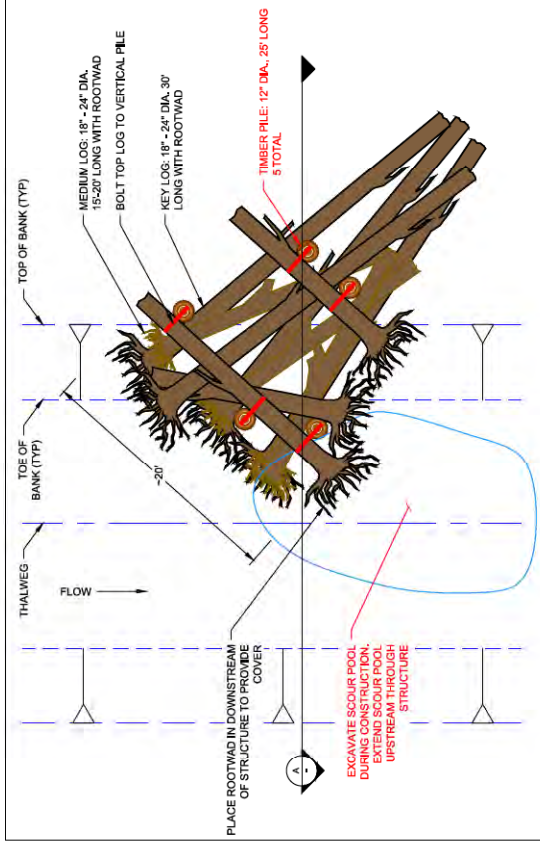 TOP OF BANK (TYP)
TOE OF
BANK (TYP)
THALWEG
FLOW
~20'
MEDIUM LOG: 18" - 24" DIA.
15'-20' LONG WITH ROOTWAD
BOLT TOP LOG TO VERTICAL PILE
KEY LOG: 18" - 24" DIA. 30'
LONG WITH ROOTWAD
TIMBER PILE: 12" DIA., 25' LONG
5 TOTAL
PLACE ROOTWAD IN DOWNSTREAM
OF STRUCTURE TO PROVIDE
COVER
EXCAVATE SCOUR POOL
DURING CONSTRUCTION.
EXTEND SCOUR POOL
UPSTREAM THROUGH
STRUCTURE
A
-